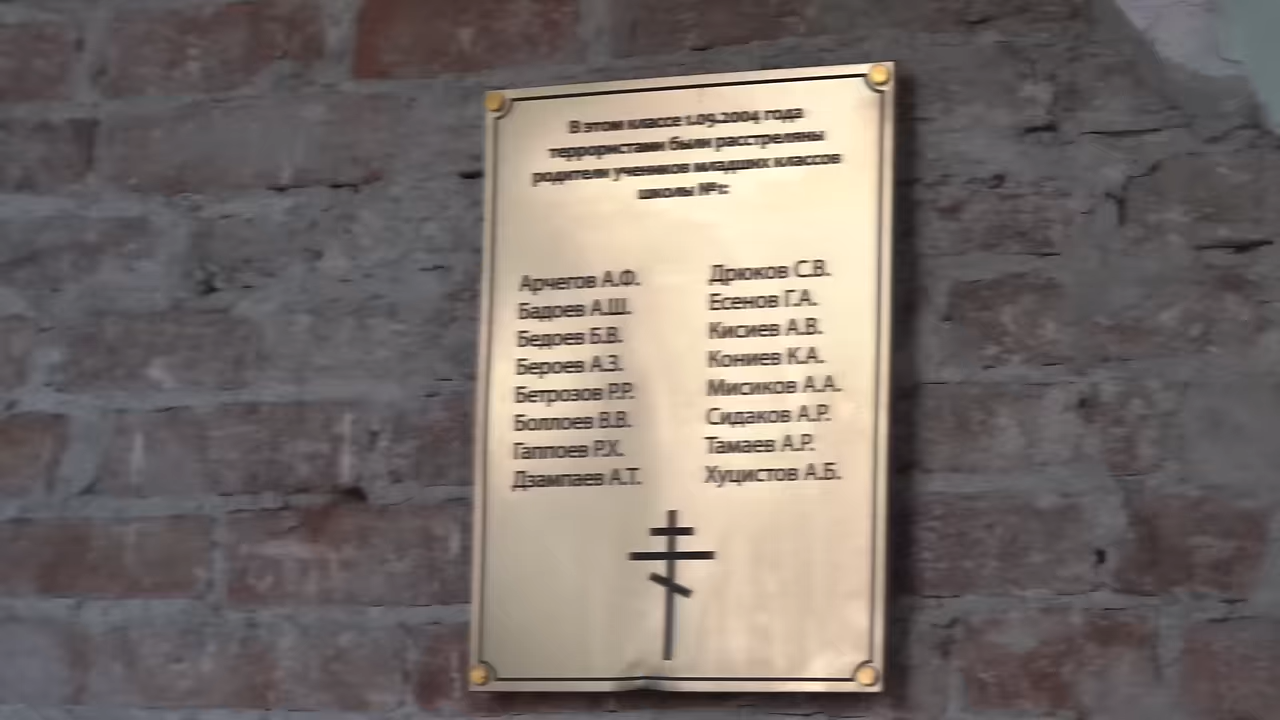 В этом классе 1.09.2004 года
террористами были расстреляны
родители учеников младших классов
школы №1:
Арчегов А.Ф.
Бадоев А.Ш.
Бедоев Б.В.
Бероев А.З.
Бетрозов Р.Р.
Боллоев В.В.
Гаппоев Р.Х.
Дзампаев А.Т.
Дрюков С.В.
Есенов Г.А.
Кисиев А.В.
Кониев К.А.
Мисиков А.А.
Сидаков А.Р.
Тамаев А.Р.
Хуцистов А.Б.